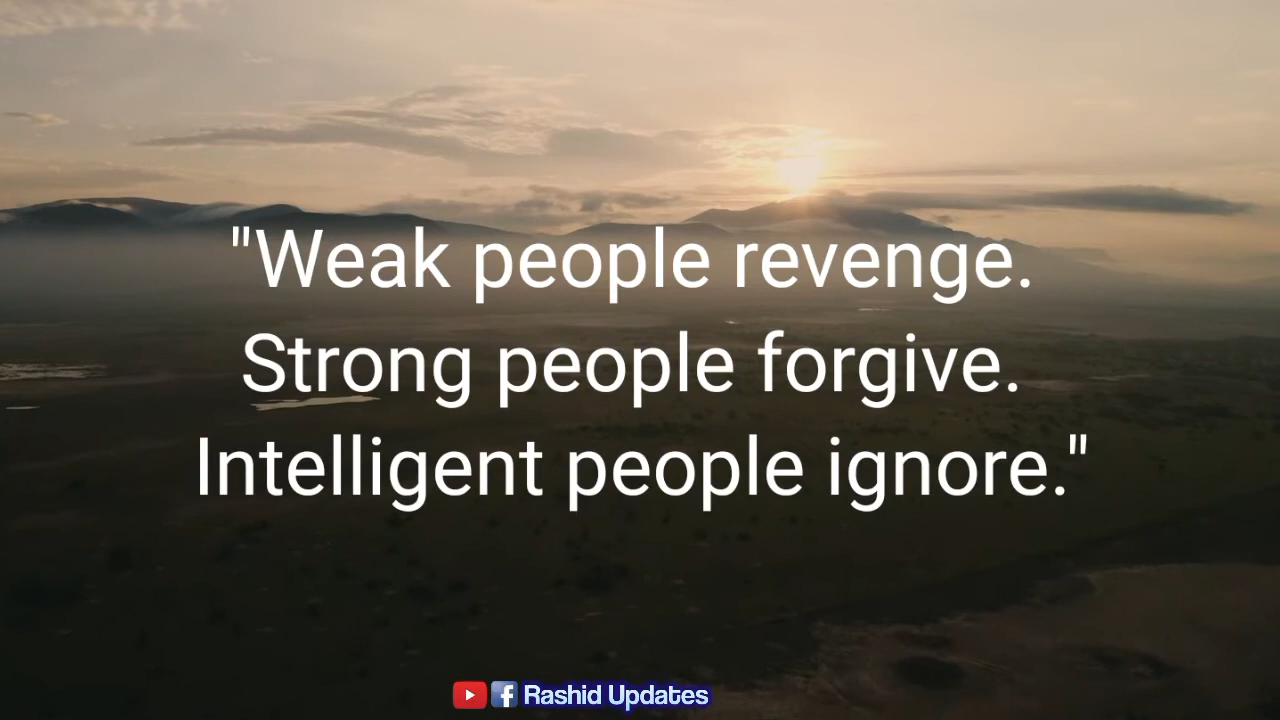 "Weak people revenge.
Strong people forgive.
Intelligent people ignore."
Rashid Updates